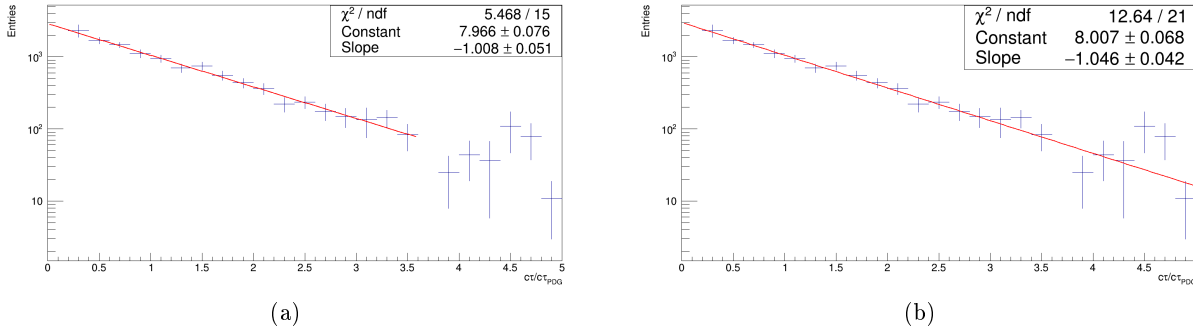 Entries
χ² / ndf 5.468 / 15
Constant 7.966 ± 0.076
Slope −1.008 ± 0.051
10³
10²
10
0 0.5 1 1.5 2 2.5 3 3.5 4 4.5 5
cτ/cτPDG
(a)
Entries
χ² / ndf 12.64 / 21
Constant 8.007 ± 0.068
Slope −1.046 ± 0.042
10³
10²
10
0 0.5 1 1.5 2 2.5 3 3.5 4 4.5
cτ/cτPDG
(b)